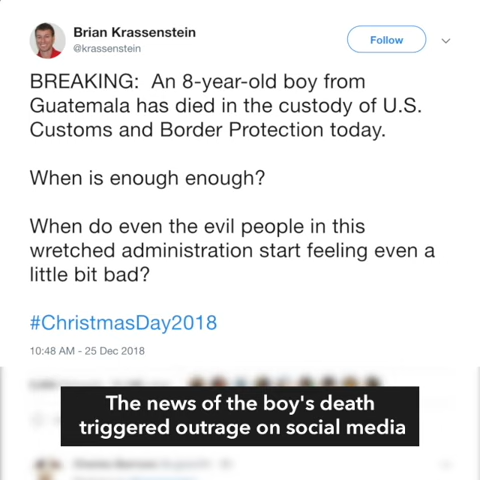 Brian Krassenstein
@krassenstein
Follow
BREAKING: An 8-year-old boy from
Guatemala has died in the custody of U.S.
Customs and Border Protection today.
When is enough enough?
When do even the evil people in this
wretched administration start feeling even a
little bit bad?
#ChristmasDay2018
10:48 AM - 25 Dec 2018
The news of the boy's death
triggered outrage on social media